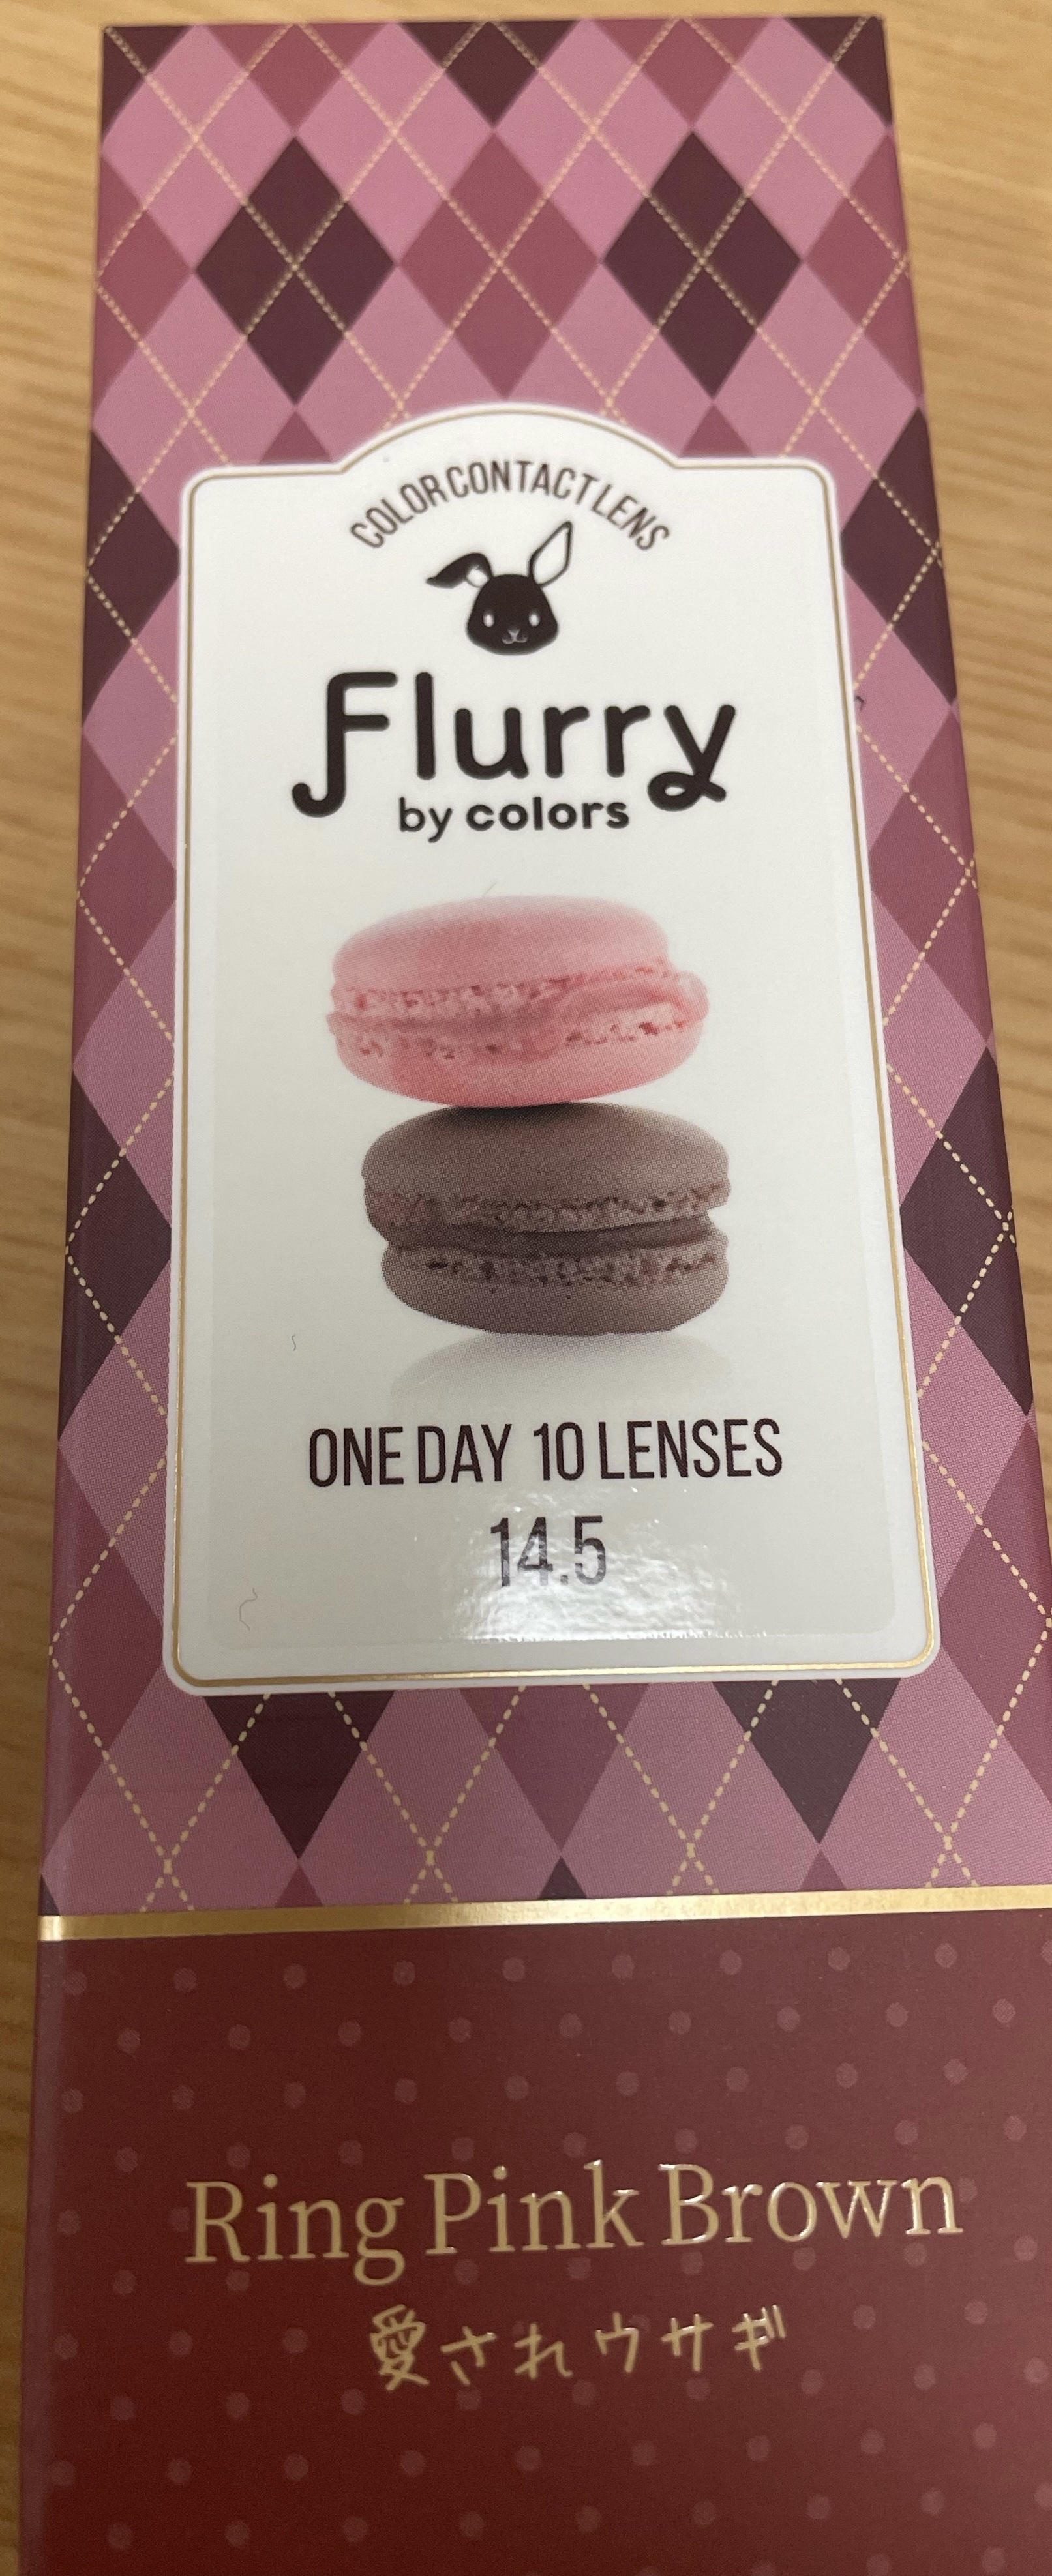 COLOR CONTACT LENS
Flurry
by colors
ONE DAY 10 LENSES
14.5
Ring Pink Brown
愛されウサギ